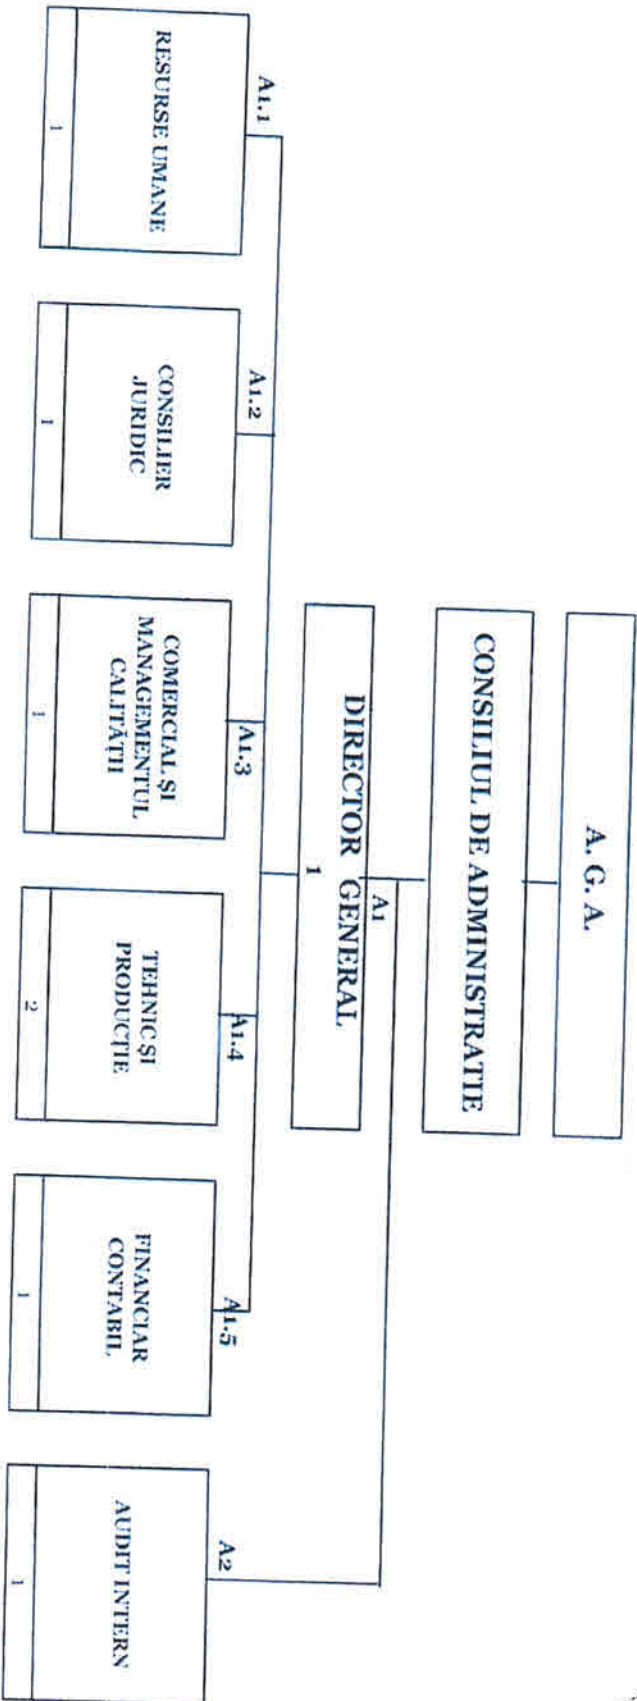 A. G. A.
CONSILIUL DE ADMINISTRATIE
A1
DIRECTOR GENERAL
1
A1.1
A1.2
A1.3
A1.4
A1.5
A2
RESURSE UMANE
1
CONSILIER
JURIDIC
1
COMERCIAL ȘI
MANAGEMENTUL
CALITĂȚII
1
TEHNIC ȘI
PRODUCȚIE
2
FINANCIAR
CONTABIL
1
AUDIT INTERN
1